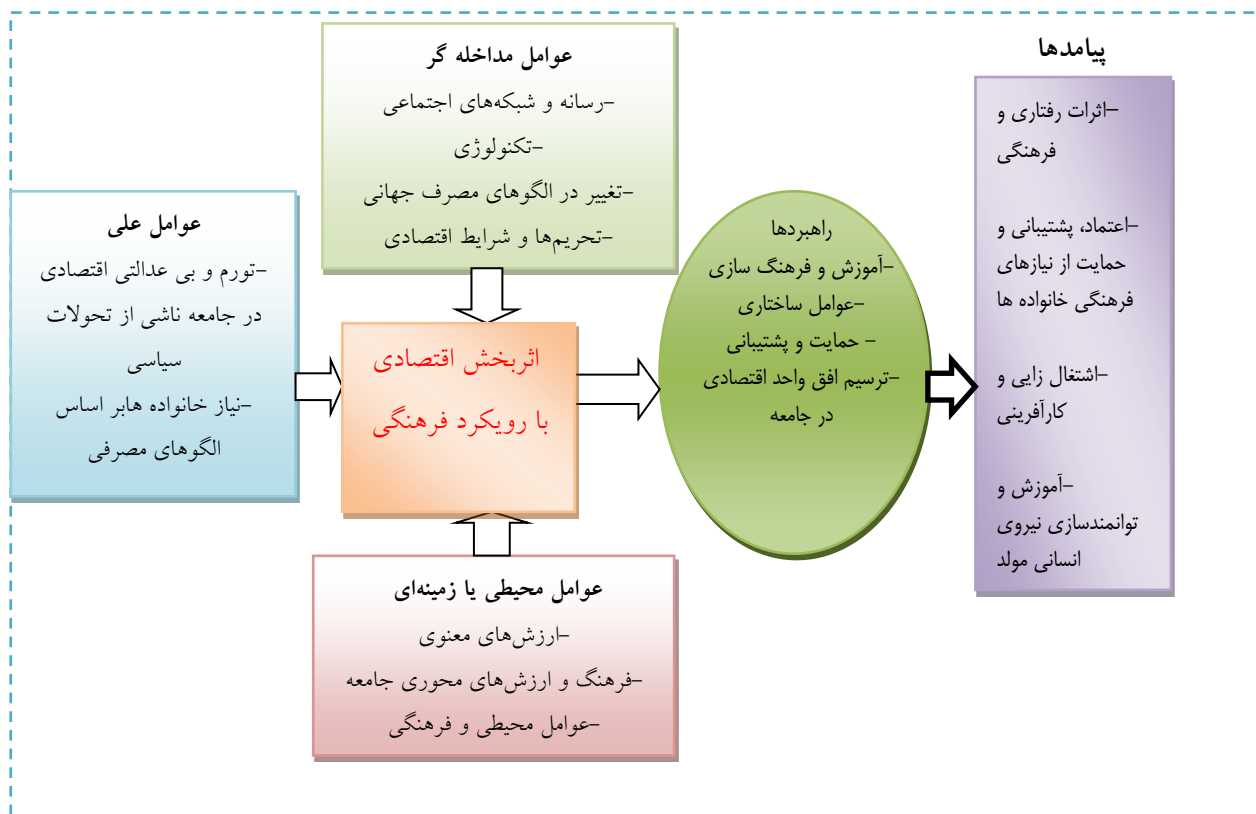 پیامدها
–اثرات رفتاری و
فرهنگی
–اعتماد، پشتیبانی و
حمایت از نیازهای
فرهنگی خانواده ها
–اشتغال زایی و
کارآفرینی
–آموزش و
توانمندسازی نیروی
انسانی مولد
عوامل مداخله گر
–رسانه و شبکه‌های اجتماعی
–تکنولوژی
–تغییر در الگوهای مصرف جهانی
–تحریم‌ها و شرایط اقتصادی
راهبردها
–آموزش و فرهنگ سازی
–عوامل ساختاری
– حمایت و پشتیبانی
–ترسیم افق واحد اقتصادی
در جامعه
عوامل علی
–تورم و بی عدالتی اقتصادی
در جامعه ناشی از تحولات
سیاسی
–نیاز خانواده هابر اساس
الگوهای مصرفی
اثربخش اقتصادی
با رویکرد فرهنگی
عوامل محیطی یا زمینه‌ای
–ارزش‌های معنوی
–فرهنگ و ارزش‌های محوری جامعه
–عوامل محیطی و فرهنگی